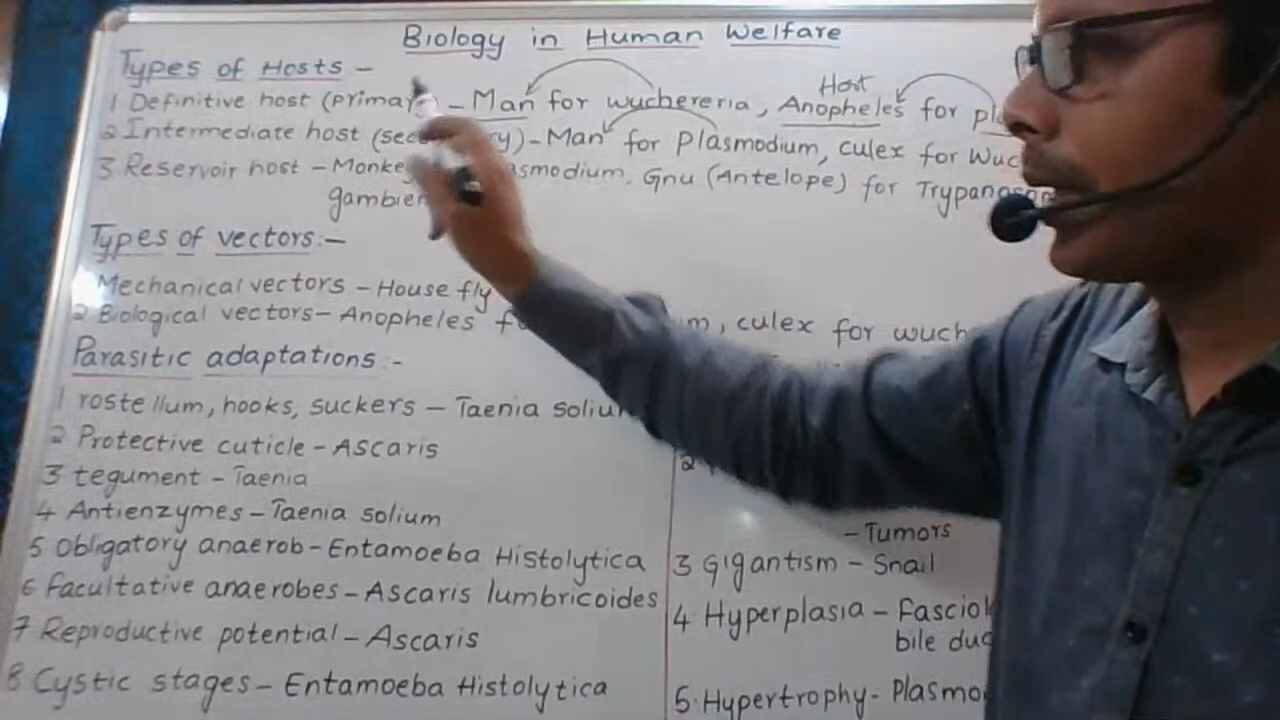 Biology in Human Welfare
Types of Hosts -
Host
1 Definitive host (primar - Man for wuchereria, Anopheles for
2 Intermediate host ( - Man for Plasmodium, culex for
3 Reservoir host - Gnu (Antelope) for
Types of vectors:-
Mechanical vectors - House fly
2 Biological vectors - Anopheles culex for
Parasitic adaptations :-
1 rostellum, hooks, suckers - Taenia
2 Protective cuticle - Ascaris
3 tegument - Taenia
4 Antienzymes - Taenia solium
5 Obligatory anaerob - Entamoeba Histolytica
6 Facultative anaerobes - Ascaris lumbricoides
7 Reproductive potential - Ascaris
8 Cystic stages - Entamoeba Histolytica
2
- Tumors
3 Gigantism - Snail
4 Hyperplasia -
bile
5. Hypertrophy -